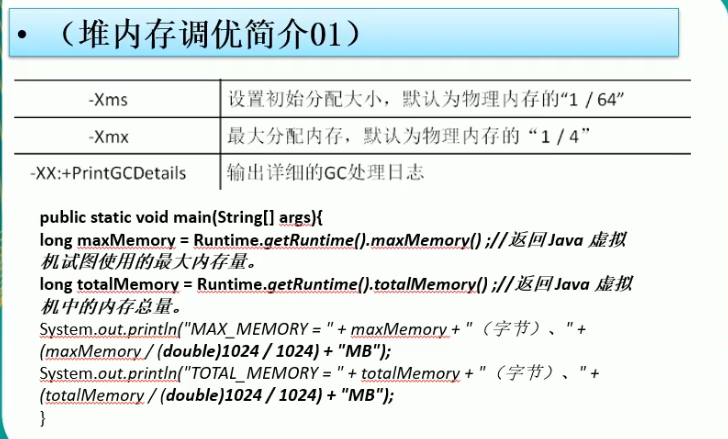 • （堆内存调优简介01）
-Xms 设置初始分配大小，默认为物理内存的“1 / 64”
-Xmx 最大分配内存，默认为物理内存的“1 / 4”
-XX:+PrintGCDetails 输出详细的GC处理日志
public static void main(String[] args){
long maxMemory = Runtime.getRuntime().maxMemory() ;//返回 Java 虚拟
机试图使用的最大内存量。
long totalMemory = Runtime.getRuntime().totalMemory() ;//返回 Java 虚拟
机中的内存总量。
System.out.println("MAX_MEMORY = " + maxMemory + "（字节）、" +
(maxMemory / (double)1024 / 1024) + "MB");
System.out.println("TOTAL_MEMORY = " + totalMemory + "（字节）、" +
(totalMemory / (double)1024 / 1024) + "MB");
}